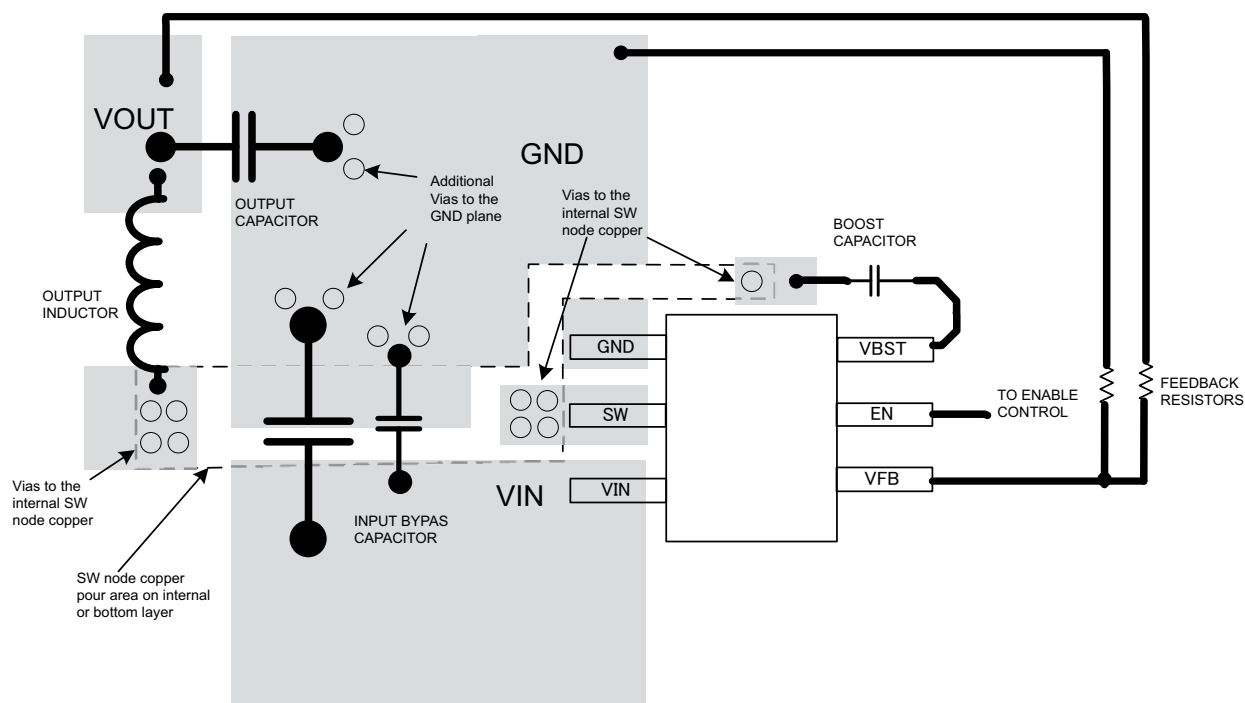 VOUT
GND
OUTPUT
CAPACITOR
Additional
Vias to the
GND plane
Vias to the
internal SW
node copper
BOOST
CAPACITOR
OUTPUT
INDUCTOR
GND
SW
VIN
VBST
EN
VFB
TO ENABLE
CONTROL
FEEDBACK
RESISTORS
Vias to the
internal SW
node copper
VIN
INPUT BYPAS
CAPACITOR
SW node copper
pour area on internal
or bottom layer